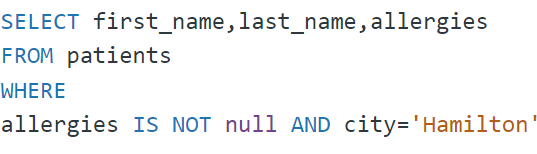 SELECT first_name,last_name,allergies
FROM patients
WHERE
allergies IS NOT null AND city='Hamilton'